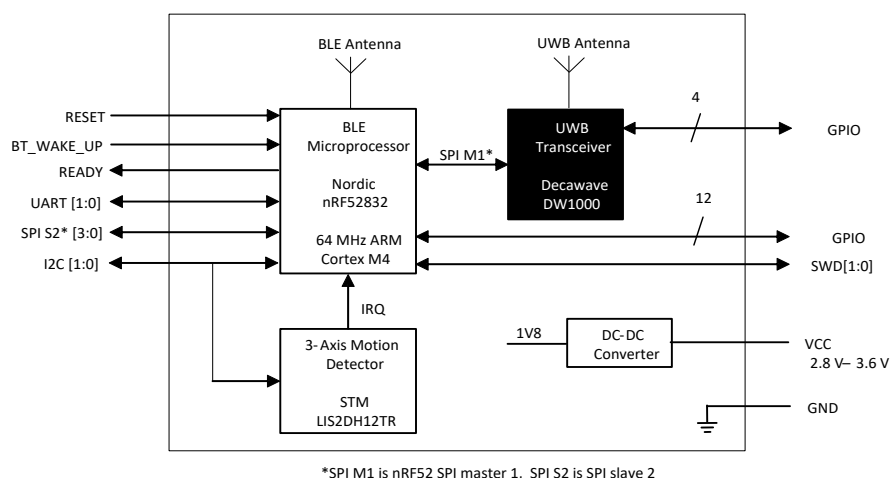 BLE Antenna
UWB Antenna
RESET
BT_WAKE_UP
READY
UART [1:0]
SPI S2* [3:0]
I2C [1:0]
BLE
Microprocessor
Nordic
nRF52832
64 MHz ARM
Cortex M4
SPI M1*
UWB
Transceiver
Decawave
DW1000
4
GPIO
12
GPIO
SWD[1:0]
IRQ
3-Axis Motion
Detector
STM
LIS2DH12TR
1V8
DC-DC
Converter
VCC
2.8 V– 3.6 V
GND
*SPI M1 is nRF52 SPI master 1. SPI S2 is SPI slave 2